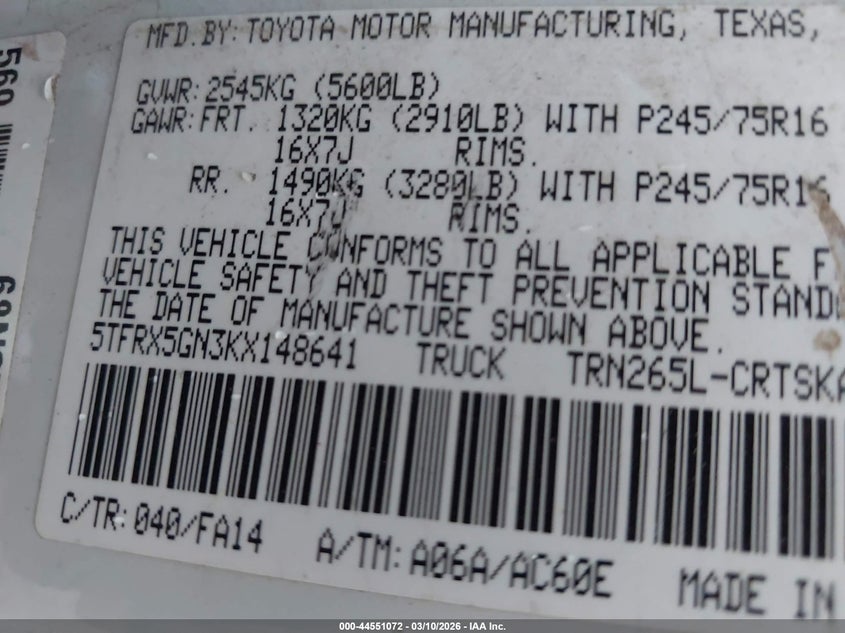 MFD.BY:TOYOTA MOTOR MANUFACTURING, TEXAS,
GVWR:2545KG (5600LB)
GAWR:FRT. 1320KG (2910LB) WITH P245/75R16
16X7J RIMS.
RR. 1490KG (3280LB) WITH P245/75R16
16X7J RIMS.
THIS VEHICLE CONFORMS TO ALL APPLICABLE F
VEHICLE SAFETY AND THEFT PREVENTION STAND
THE DATE OF MANUFACTURE SHOWN ABOVE.
5TFRX5GN3KX148641 TRUCK TRN265L-CRTSKA
C/TR:040/FA14
A/TM:A06A/AC60E
MADE IN
560
000-44551072 — 03/10/2026 — IAA Inc.